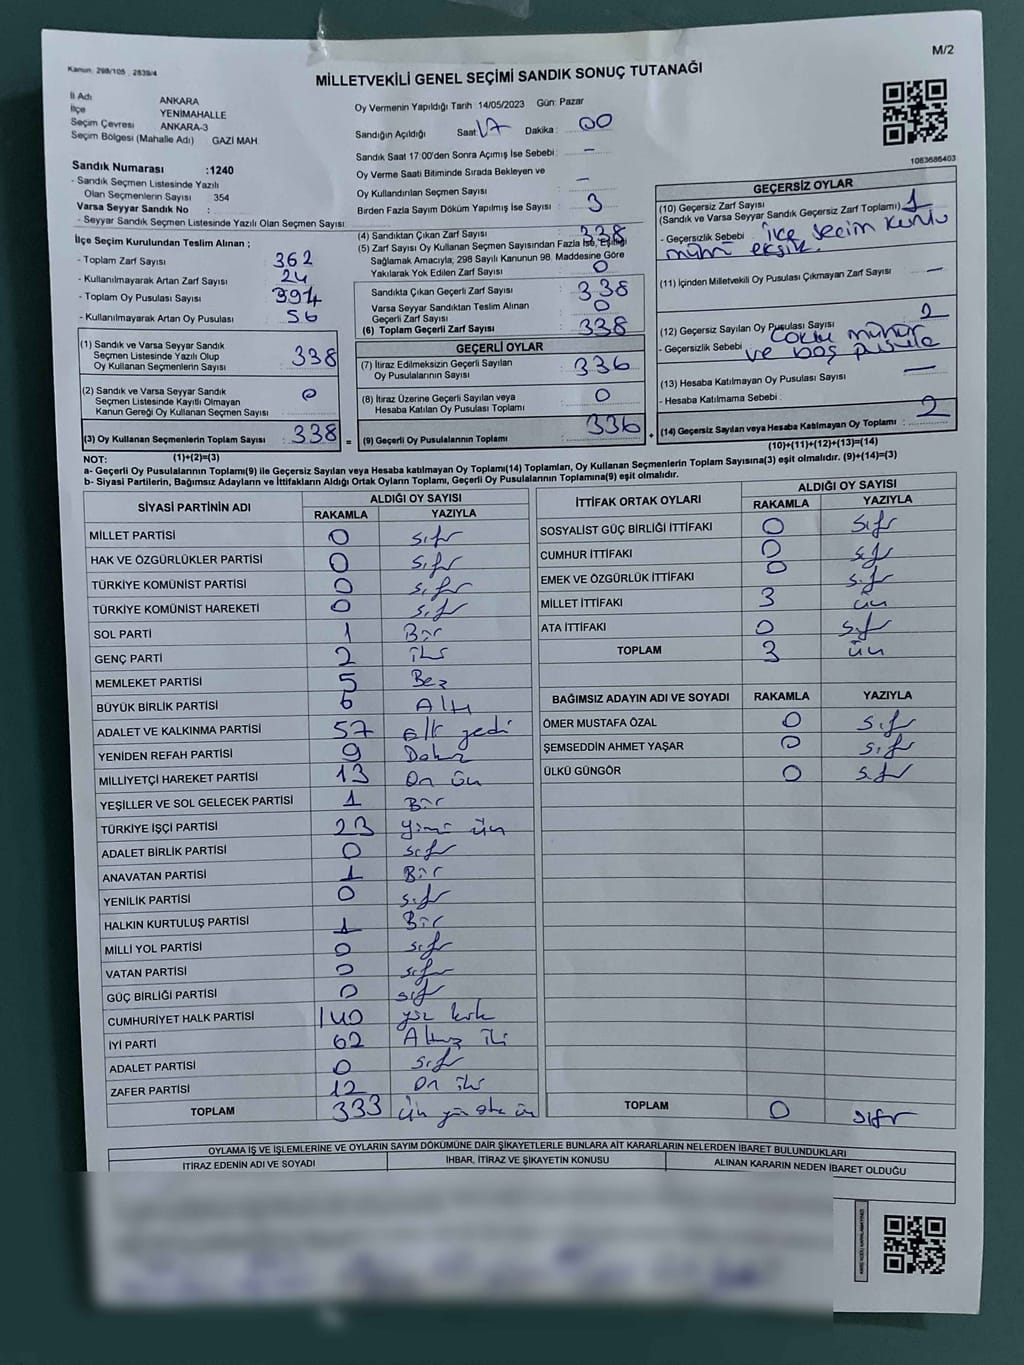 M/2
Kanun: 298/105 , 2839/4
MİLLETVEKİLİ GENEL SEÇİMİ SANDIK SONUÇ TUTANAĞI
İl Adı ANKARA
İlçe YENİMAHALLE
Seçim Çevresi ANKARA-3
Seçim Bölgesi (Mahalle Adı) GAZİ MAH
Sandık Numarası :1240
- Sandık Seçmen Listesinde Yazılı
Olan Seçmenlerin Sayısı : 354
Varsa Seyyar Sandık No :
- Seyyar Sandık Seçmen Listesinde Yazılı Olan Seçmen Sayısı
Oy Vermenin Yapıldığı Tarih :14/05/2023 Gün: Pazar
Sandığın Açıldığı Saat 17 Dakika : 00
Sandık Saat 17:00'den Sonra Açımış İse Sebebi : –
Oy Verme Saati Bitiminde Sırada Bekleyen ve
Oy Kullandırılan Seçmen Sayısı –
Birden Fazla Sayım Döküm Yapılmış İse Sayısı 3
1083686403
İlçe Seçim Kurulundan Teslim Alınan ;
- Toplam Zarf Sayısı : 362
- Kullanılmayarak Artan Zarf Sayısı : 24
- Toplam Oy Pusulası Sayısı : 394
- Kullanılmayarak Artan Oy Pusulası : 56
(1) Sandık ve Varsa Seyyar Sandık
Seçmen Listesinde Yazılı Olup
Oy Kullanan Seçmenlerin Sayısı : 338
(2) Sandık ve Varsa Seyyar Sandık
Seçmen Listesinde Kayıtlı Olmayan
Kanun Gereği Oy Kullanan Seçmen Sayısı : 0
(3) Oy Kullanan Seçmenlerin Toplam Sayısı : 338 =
(1)+(2)=(3)
(4) Sandıktan Çıkan Zarf Sayısı : 338
(5) Zarf Sayısı Oy Kullanan Seçmen Sayısından Fazla İse, Eşitliği
Sağlamak Amacıyla, 298 Sayılı Kanunun 98. Maddesine Göre
Yakılarak Yok Edilen Zarf Sayısı 0
Sandıkta Çıkan Geçerli Zarf Sayısı : 338
Varsa Seyyar Sandıktan Teslim Alınan
Geçerli Zarf Sayısı 0
(6) Toplam Geçerli Zarf Sayısı 338
GEÇERLİ OYLAR
(7) İtiraz Edilmeksizin Geçerli Sayılan
Oy Pusulalarının Sayısı : 336
(8) İtiraz Üzerine Geçerli Sayılan veya
Hesaba Katılan Oy Pusulası Toplamı : 0
(9) Geçerli Oy Pusulalarının Toplamı : 336 +
GEÇERSİZ OYLAR
(10) Geçersiz Zarf Sayısı : 1
(Sandık ve Varsa Seyyar Sandık Geçersiz Zarf Toplamı)
- Geçersizlik Sebebi ilçe seçim kurulu
mührü eksik.
(11) İçinden Milletvekili Oy Pusulası Çıkmayan Zarf Sayısı –
(12) Geçersiz Sayılan Oy Pusulası Sayısı 2
- Geçersizlik Sebebi çoklu mühür
ve boş pusula
(13) Hesaba Katılmayan Oy Pusulası Sayısı –
- Hesaba Katılmama Sebebi :
(14) Geçersiz Sayılan veya Hesaba Katılmayan Oy Toplamı : 2
(10)+(11)+(12)+(13)=(14)
NOT:
a- Geçerli Oy Pusulalarının Toplamı(9) ile Geçersiz Sayılan veya Hesaba katılmayan Oy Toplamı(14) Toplamları, Oy Kullanan Seçmenlerin Toplam Sayısına(3) eşit olmalıdır. (9)+(14)=(3)
b- Siyasi Partilerin, Bağımsız Adayların ve İttifakların Aldığı Ortak Oyların Toplamı, Geçerli Oy Pusulalarının Toplamına(9) eşit olmalıdır.
SİYASİ PARTİNİN ADI ALDIĞI OY SAYISI
RAKAMLA YAZIYLA
MİLLET PARTİSİ 0 sıfır
HAK VE ÖZGÜRLÜKLER PARTİSİ 0 sıfır
TÜRKİYE KOMÜNİST PARTİSİ 0 sıfır
TÜRKİYE KOMÜNİST HAREKETİ 0 sıfır
SOL PARTİ 1 Bir
GENÇ PARTİ 2 iki
MEMLEKET PARTİSİ 5 Beş
BÜYÜK BİRLİK PARTİSİ 6 Altı
ADALET VE KALKINMA PARTİSİ 57 elli yedi
YENİDEN REFAH PARTİSİ 9 Dokuz
MİLLİYETÇİ HAREKET PARTİSİ 13 On üç
YEŞİLLER VE SOL GELECEK PARTİSİ 1 Bir
TÜRKİYE İŞÇİ PARTİSİ 23 yirmi üç
ADALET BİRLİK PARTİSİ 0 sıfır
ANAVATAN PARTİSİ 1 Bir
YENİLİK PARTİSİ 0 sıfır
HALKIN KURTULUŞ PARTİSİ 1 Bir
MİLLİ YOL PARTİSİ 0 sıfır
VATAN PARTİSİ 0 sıfır
GÜÇ BİRLİĞİ PARTİSİ 0 sıfır
CUMHURİYET HALK PARTİSİ 140 yüz kırk
İYİ PARTİ 62 Altmış iki
ADALET PARTİSİ 0 sıfır
ZAFER PARTİSİ 12 On iki
TOPLAM 333 üç yüz otuz üç
İTTİFAK ORTAK OYLARI ALDIĞI OY SAYISI
RAKAMLA YAZIYLA
SOSYALİST GÜÇ BİRLİĞİ İTTİFAKI 0 sıfır
CUMHUR İTTİFAKI 0 sıfır
EMEK VE ÖZGÜRLÜK İTTİFAKI 0 sıfır
MİLLET İTTİFAKI 3 üç
ATA İTTİFAKI 0 sıfır
TOPLAM 3 üç
BAĞIMSIZ ADAYIN ADI VE SOYADI RAKAMLA YAZIYLA
ÖMER MUSTAFA ÖZAL 0 sıfır
ŞEMSEDDİN AHMET YAŞAR 0 sıfır
ÜLKÜ GÜNGÖR 0 sıfır
TOPLAM 0 sıfır
OYLAMA İŞ VE İŞLEMLERİNE VE OYLARIN SAYIM DÖKÜMÜNE DAİR ŞİKAYETLERLE BUNLARA AİT KARARLARIN NELERDEN İBARET BULUNDUKLARI
İTİRAZ EDENİN ADI VE SOYADI İHBAR, İTİRAZ VE ŞİKAYETİN KONUSU ALINAN KARARIN NEDEN İBARET OLDUĞU